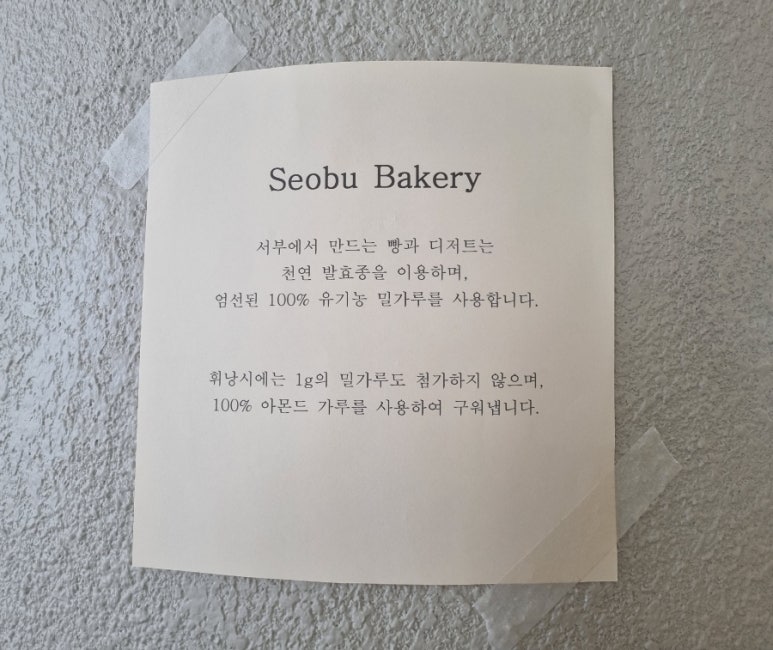 Seobu Bakery
서부에서 만드는 빵과 디저트는
천연 발효종을 이용하며,
엄선된 100% 유기농 밀가루를 사용합니다.
휘낭시에는 1g의 밀가루도 첨가하지 않으며,
100% 아몬드 가루를 사용하여 구워냅니다.